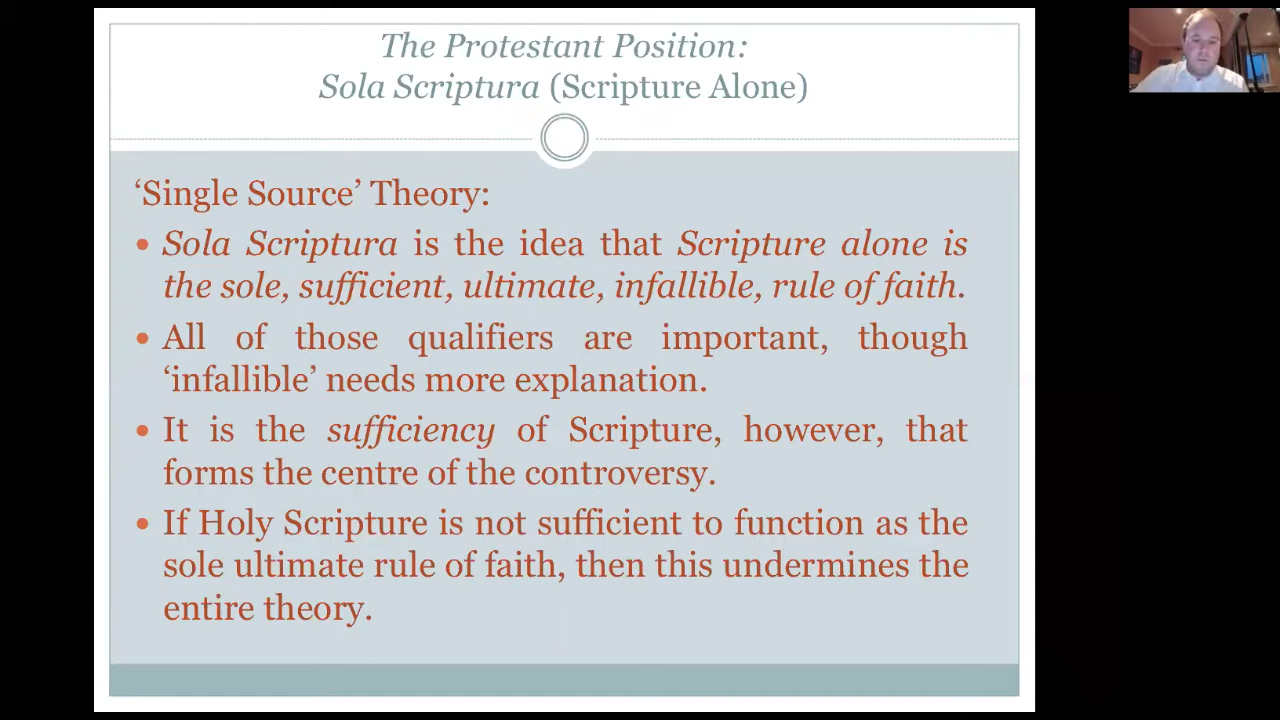 The Protestant Position:
Sola Scriptura (Scripture Alone)
‘Single Source’ Theory:
• Sola Scriptura is the idea that Scripture alone is
the sole, sufficient, ultimate, infallible, rule of faith.
• All of those qualifiers are important, though
‘infallible’ needs more explanation.
• It is the sufficiency of Scripture, however, that
forms the centre of the controversy.
• If Holy Scripture is not sufficient to function as the
sole ultimate rule of faith, then this undermines the
entire theory.